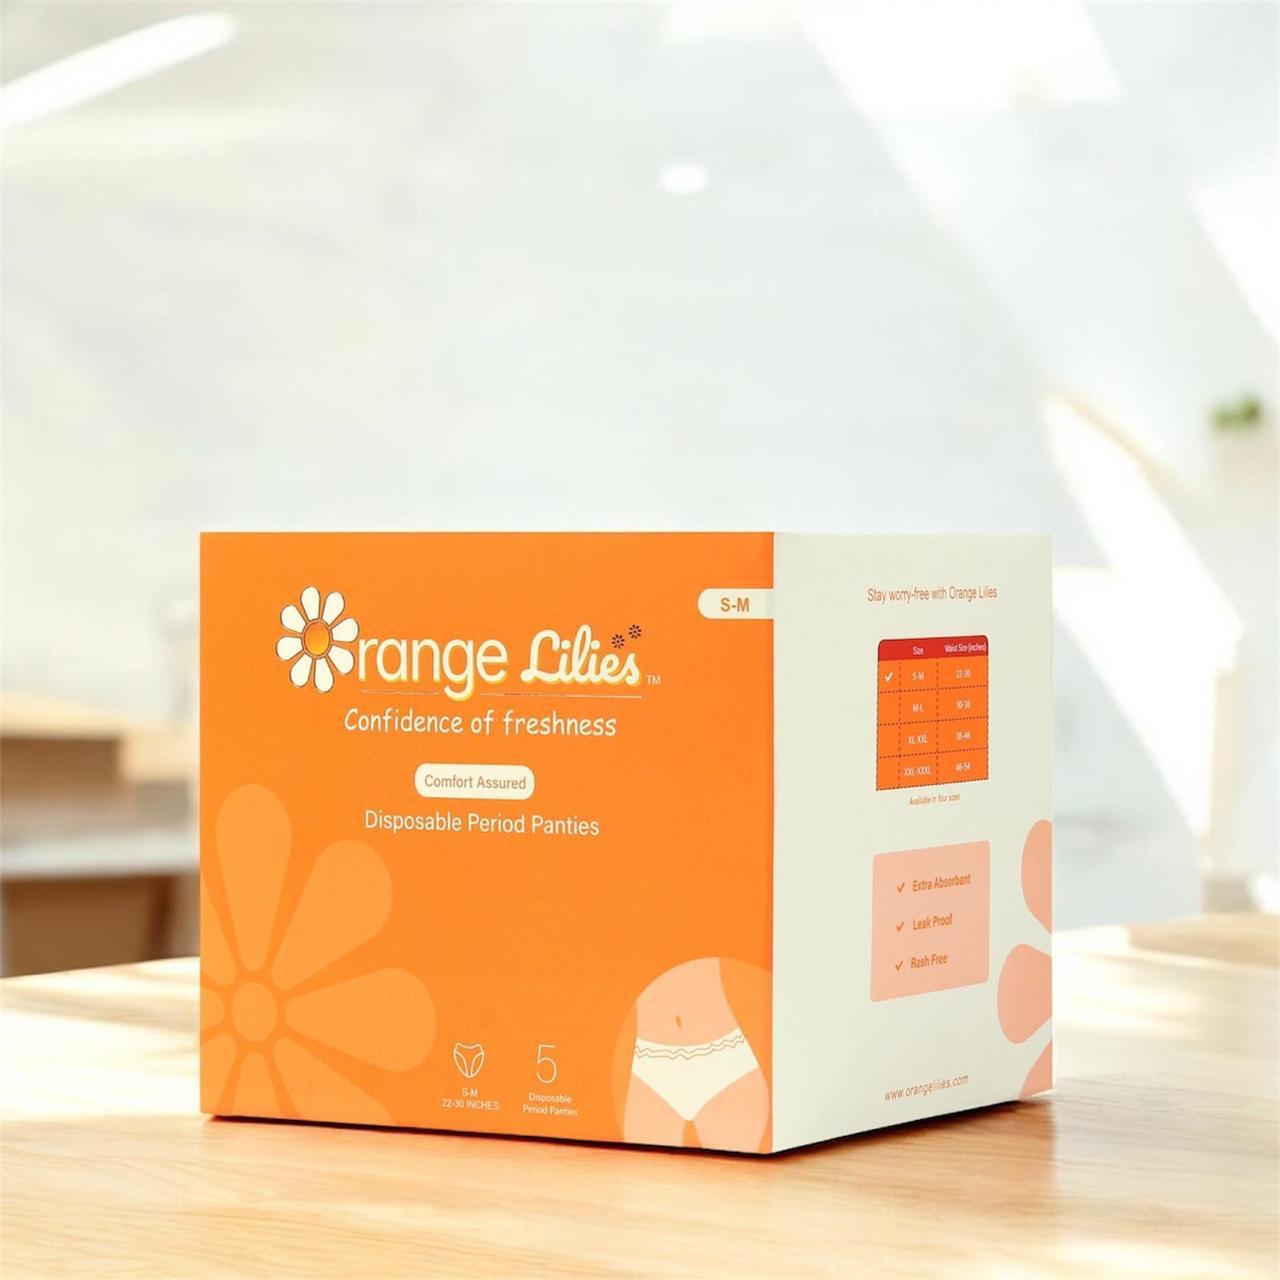 Orange Lilies TM
Confidence of freshness
Comfort Assured
Disposable Period Panties
S-M
S-M
22-30 INCHES
5
Disposable
Period Panties
Stay worry-free with Orange Lilies
Size Waist Size (inches)
S-M 22-30
M-L 30-38
XL-XXL 38-46
XXL-XXXL 46-54
Available in four sizes
Extra Absorbant
Leak Proof
Rash Free
www.orangelilies.com